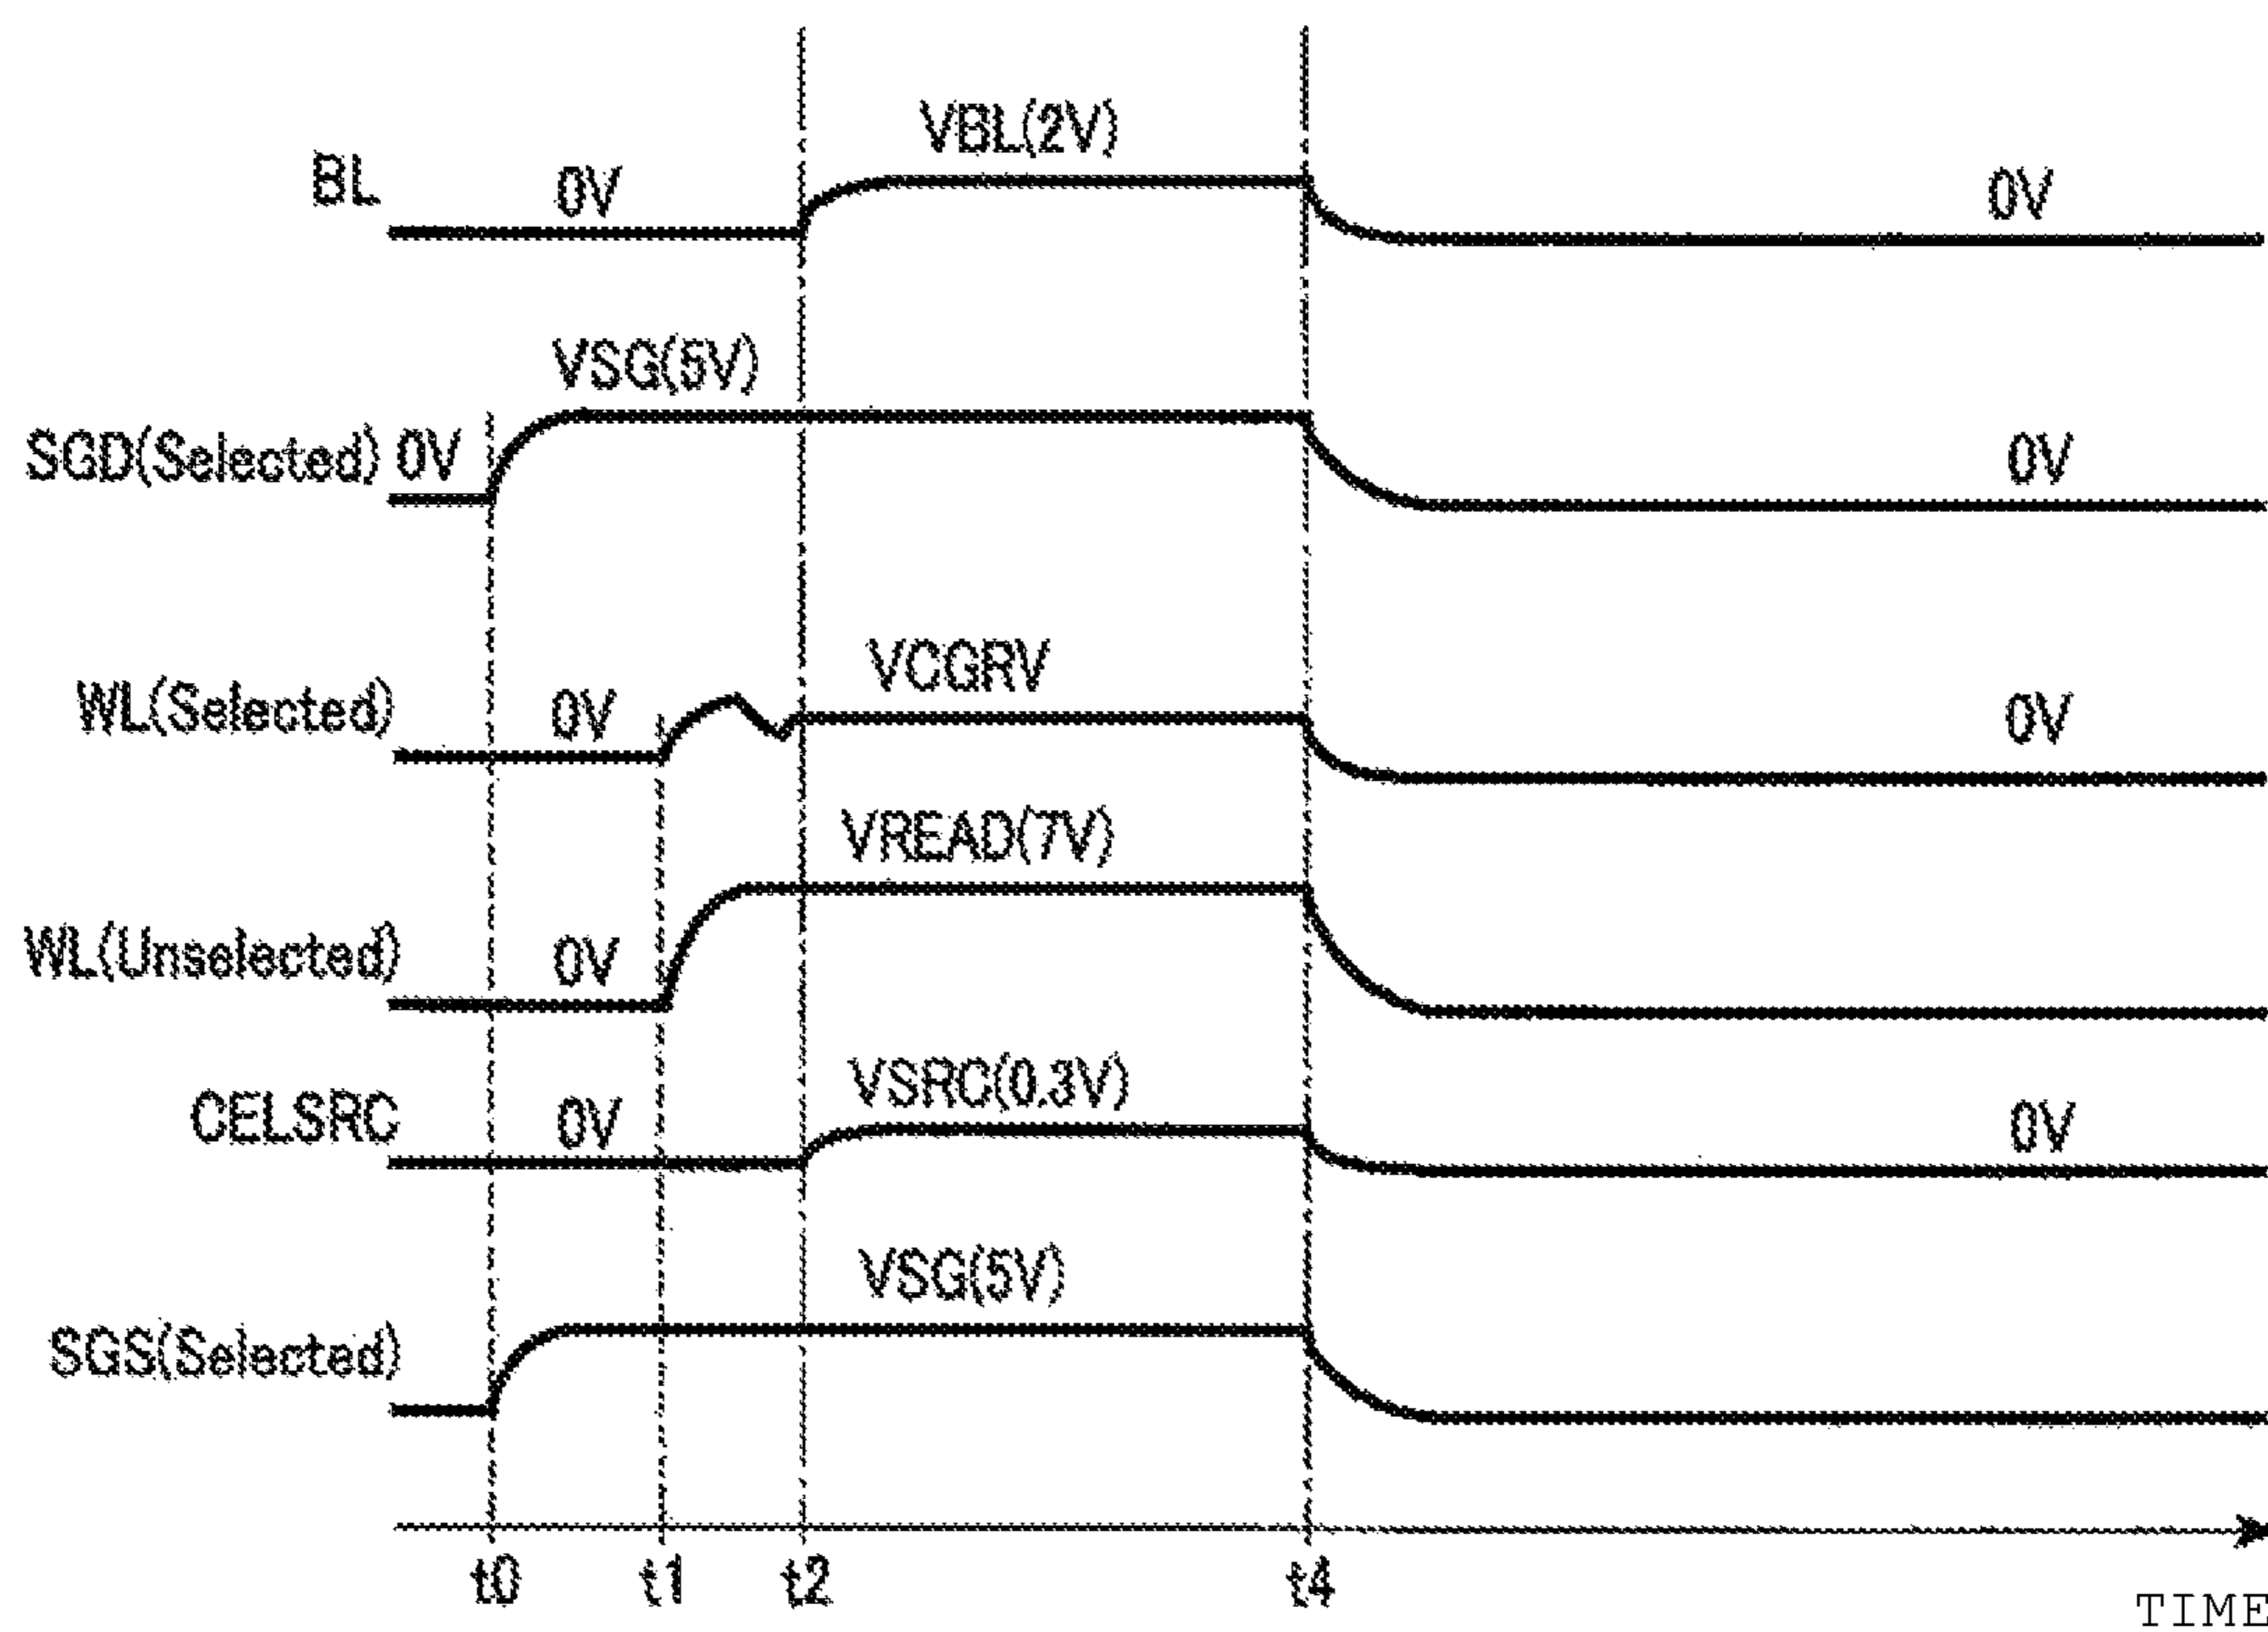 VBL(2V)
BL 0V 0V
VSG(5V)
SGD(Selected) 0V 0V
VCGRV
WL(Selected) 0V 0V
VREAD(7V)
WL(Unselected) 0V
VSRC(0.3V)
CELSRC 0V 0V
VSG(5V)
SGS(Selected)
t0 t1 t2 t4
TIME